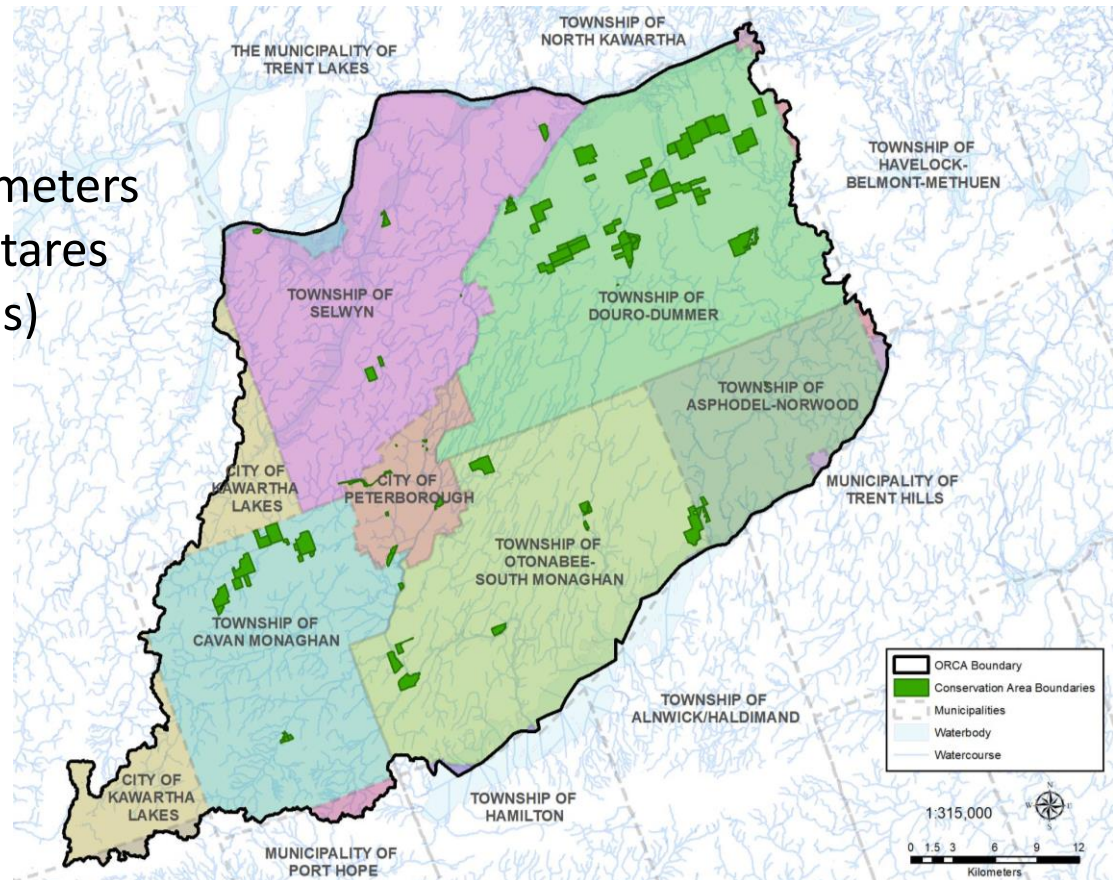 TOWNSHIP OF
NORTH KAWARTHA
THE MUNICIPALITY OF
TRENT LAKES
TOWNSHIP OF
HAVELOCK-
BELMONT-METHUEN
meters
tares
s)
TOWNSHIP OF
SELWYN
TOWNSHIP OF
DOURO-DUMMER
TOWNSHIP OF
ASPHODEL-NORWOOD
CITY OF
KAWARTHA
LAKES
CITY OF
PETERBOROUGH
MUNICIPALITY OF
TRENT HILLS
TOWNSHIP OF
OTONABEE-
SOUTH MONAGHAN
TOWNSHIP OF
CAVAN MONAGHAN
TOWNSHIP OF
ALNWICK/HALDIMAND
CITY OF
KAWARTHA
LAKES
TOWNSHIP OF
HAMILTON
MUNICIPALITY OF
PORT HOPE
ORCA Boundary
Conservation Area Boundaries
Municipalities
Waterbody
Watercourse
1:315,000
N
W E
S
0 1.5 3 6 9 12
Kilometers